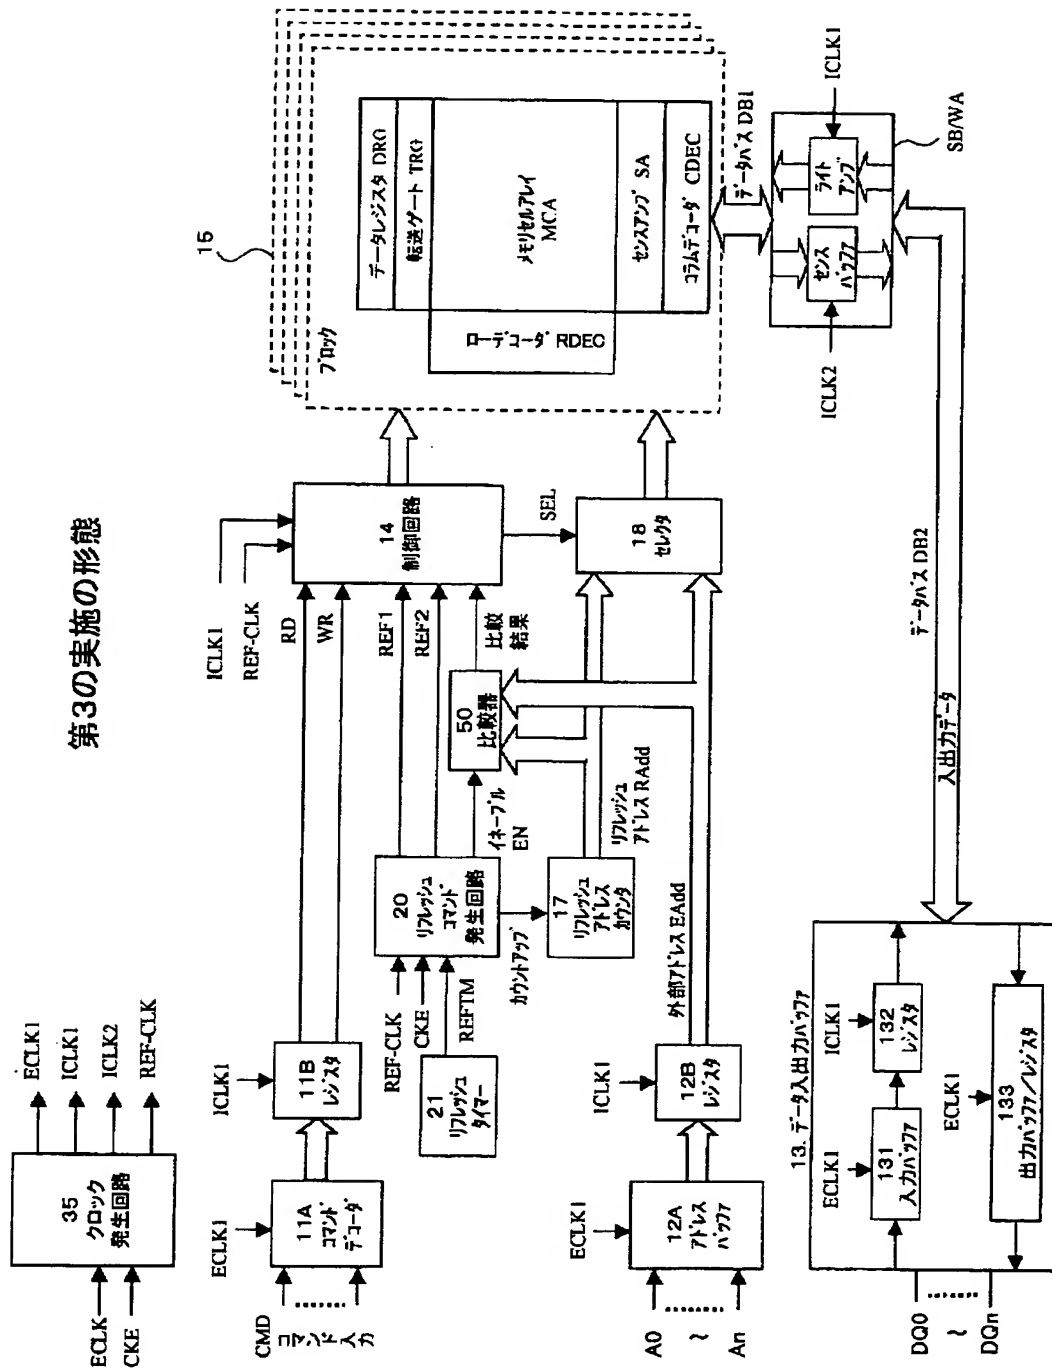 第3の実施の形態
ECLK
CKE
35
クロック
発生回路
ECLK1
ICLK1
ICLK2
REF-CLK
CMD
コマンド入力
ECLK1
11A
コマンド
デコーダ
ICLK1
11B
レジスタ
RD
WR
ICLK1
REF-CLK
14
制御回路
REF-CLK
CKE
REFTM
21
リフレッシュ
タイマー
20
リフレッシュ
コマンド
発生回路
REF1
REF2
イネーブル
EN
50
比較器
比較
結果
カウントアップ
17
リフレッシュ
アドレス
カウンタ
リフレッシュ
アドレス RAdd
SEL
18
セレクタ
A0
~
An
ECLK1
12A
アドレス
バッファ
ICLK1
12B
レジスタ
外部アドレス EAdd
15
ブロック
データレジスタ DRG
転送ゲート TRG
メモリセルアレイ
MCA
ローデコーダ RDEC
センスアンプ SA
コラムデコーダ CDEC
データバス DB1
ICLK2
センス
バッファ
ライト
アンプ
ICLK1
SB/WA
データバス DB2
入出力データ
13. データ入出力バッファ
ECLK1
131
入力バッファ
ICLK1
132
レジスタ
ECLK1
133
出力バッファ/レジスタ
DQ0
~
DQn